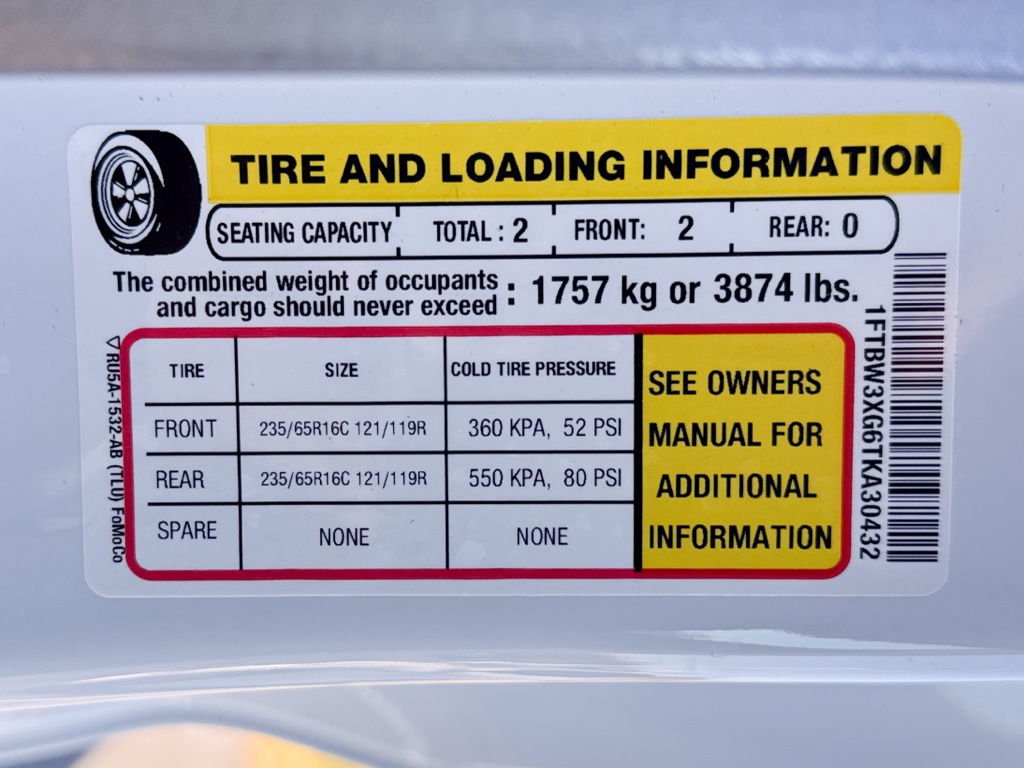 TIRE AND LOADING INFORMATION
SEATING CAPACITY TOTAL : 2 FRONT: 2 REAR: 0
The combined weight of occupants
and cargo should never exceed : 1757 kg or 3874 lbs.
TIRE SIZE COLD TIRE PRESSURE
FRONT 235/65R16C 121/119R 360 KPA, 52 PSI
REAR 235/65R16C 121/119R 550 KPA, 80 PSI
SPARE NONE NONE
SEE OWNERS
MANUAL FOR
ADDITIONAL
INFORMATION
▽RU5A-1532-AB (TLU) FoMoCo
1FTBW3XG6TKA30432